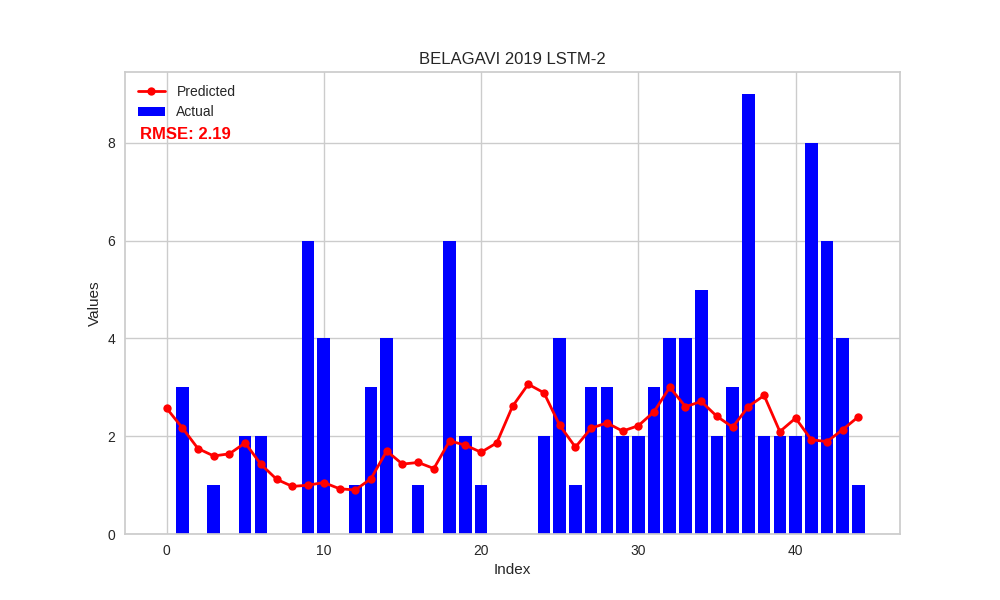 BELAGAVI 2019 LSTM-2
Predicted
Actual
RMSE: 2.19
8
6
4
2
0
Values
0 10 20 30 40
Index